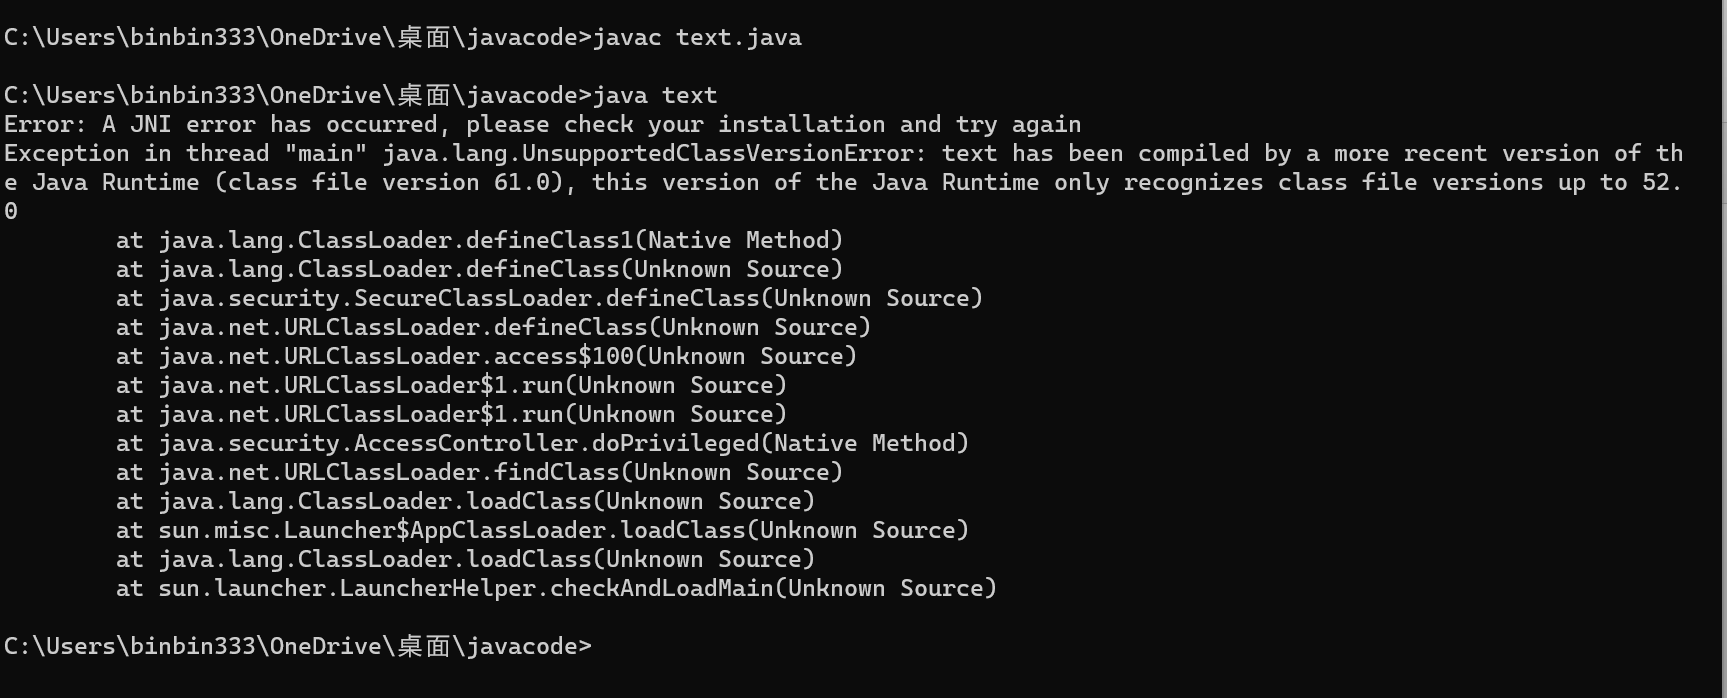 C:\Users\binbin333\OneDrive\桌面\javacode>javac text.java
C:\Users\binbin333\OneDrive\桌面\javacode>java text
Error: A JNI error has occurred, please check your installation and try again
Exception in thread "main" java.lang.UnsupportedClassVersionError: text has been compiled by a more recent version of th
e Java Runtime (class file version 61.0), this version of the Java Runtime only recognizes class file versions up to 52.
0
        at java.lang.ClassLoader.defineClass1(Native Method)
        at java.lang.ClassLoader.defineClass(Unknown Source)
        at java.security.SecureClassLoader.defineClass(Unknown Source)
        at java.net.URLClassLoader.defineClass(Unknown Source)
        at java.net.URLClassLoader.access$100(Unknown Source)
        at java.net.URLClassLoader$1.run(Unknown Source)
        at java.net.URLClassLoader$1.run(Unknown Source)
        at java.security.AccessController.doPrivileged(Native Method)
        at java.net.URLClassLoader.findClass(Unknown Source)
        at java.lang.ClassLoader.loadClass(Unknown Source)
        at sun.misc.Launcher$AppClassLoader.loadClass(Unknown Source)
        at java.lang.ClassLoader.loadClass(Unknown Source)
        at sun.launcher.LauncherHelper.checkAndLoadMain(Unknown Source)
C:\Users\binbin333\OneDrive\桌面\javacode>